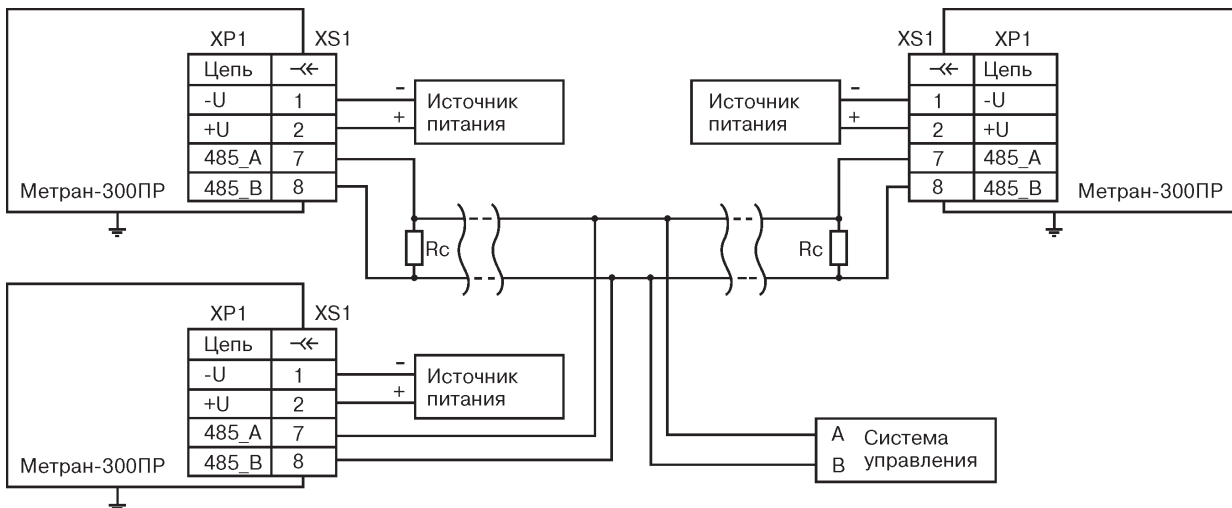 XP1 XS1
Цепь
-U 1
+U 2
485_A 7
485_B 8
Метран-300ПР
- Источник
+ питания
Rc
XS1 XP1
Цепь
1 -U
2 +U
7 485_A
8 485_B
Метран-300ПР
Источник -
питания +
Rc
XP1 XS1
Цепь
-U 1
+U 2
485_A 7
485_B 8
Метран-300ПР
- Источник
+ питания
A Система
B управления